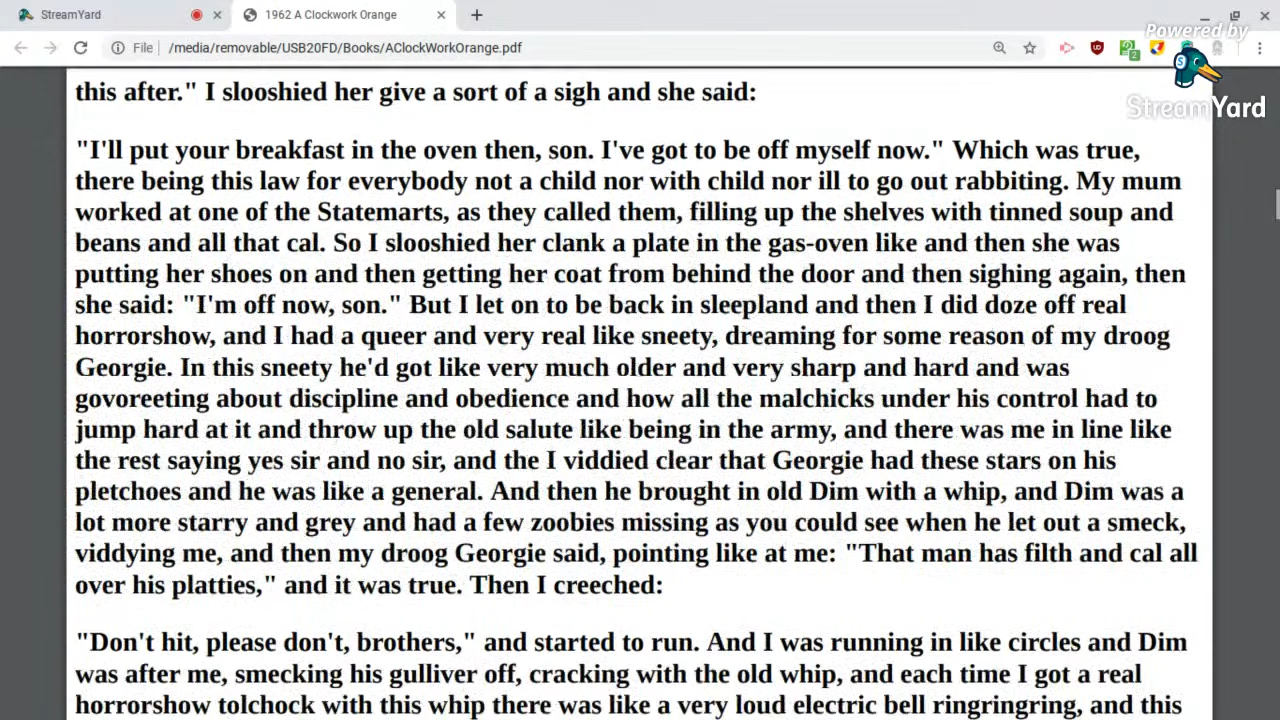 StreamYard
1962 A Clockwork Orange
File
/media/removable/USB20FD/Books/AClockWorkOrange.pdf
2
Powered by
StreamYard
this after." I slooshied her give a sort of a sigh and she said:
"I'll put your breakfast in the oven then, son. I've got to be off myself now." Which was true,
there being this law for everybody not a child nor with child nor ill to go out rabbiting. My mum
worked at one of the Statemarts, as they called them, filling up the shelves with tinned soup and
beans and all that cal. So I slooshied her clank a plate in the gas-oven like and then she was
putting her shoes on and then getting her coat from behind the door and then sighing again, then
she said: "I'm off now, son." But I let on to be back in sleepland and then I did doze off real
horrorshow, and I had a queer and very real like sneety, dreaming for some reason of my droog
Georgie. In this sneety he'd got like very much older and very sharp and hard and was
govoreeting about discipline and obedience and how all the malchicks under his control had to
jump hard at it and throw up the old salute like being in the army, and there was me in line like
the rest saying yes sir and no sir, and the I viddied clear that Georgie had these stars on his
pletchoes and he was like a general. And then he brought in old Dim with a whip, and Dim was a
lot more starry and grey and had a few zoobies missing as you could see when he let out a smeck,
viddying me, and then my droog Georgie said, pointing like at me: "That man has filth and cal all
over his platties," and it was true. Then I creeched:
"Don't hit, please don't, brothers," and started to run. And I was running in like circles and Dim
was after me, smecking his gulliver off, cracking with the old whip, and each time I got a real
horrorshow tolchock with this whip there was like a very loud electric bell ringringring, and this